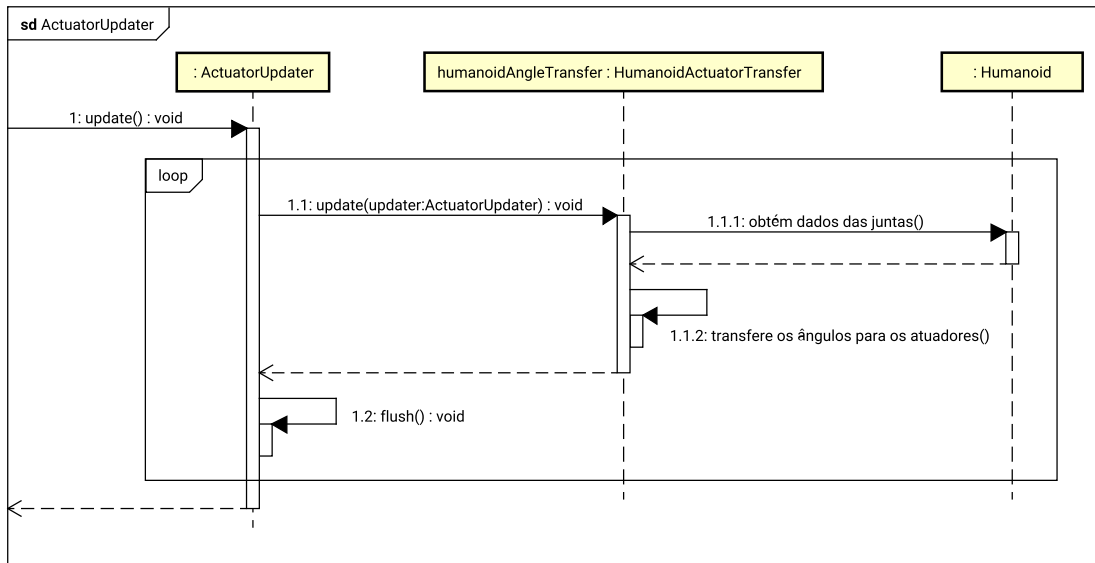 sd ActuatorUpdater
: ActuatorUpdater
humanoidAngleTransfer : HumanoidActuatorTransfer
: Humanoid
1: update() : void
loop
1.1: update(updater:ActuatorUpdater) : void
1.1.1: obtém dados das juntas()
1.1.2: transfere os ângulos para os atuadores()
1.2: flush() : void